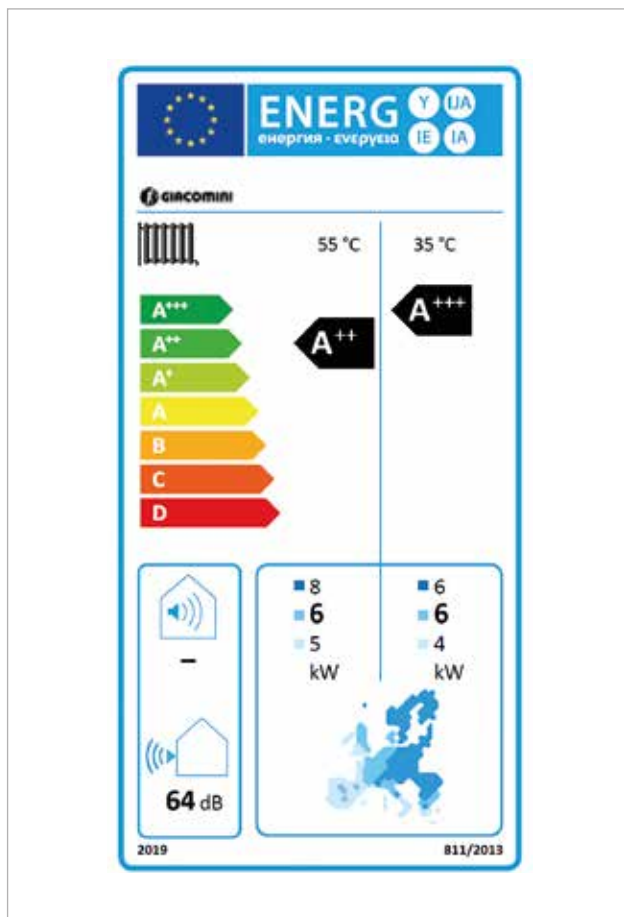 ENERG Y IJA
енергия · ενεργεια IE IA
GIACOMINI
55 °C 35 °C
A+++
A+++
A++
A++
A+
A
B
C
D
8 6
6 6
5 4
kW kW
–
64 dB
2019 811/2013